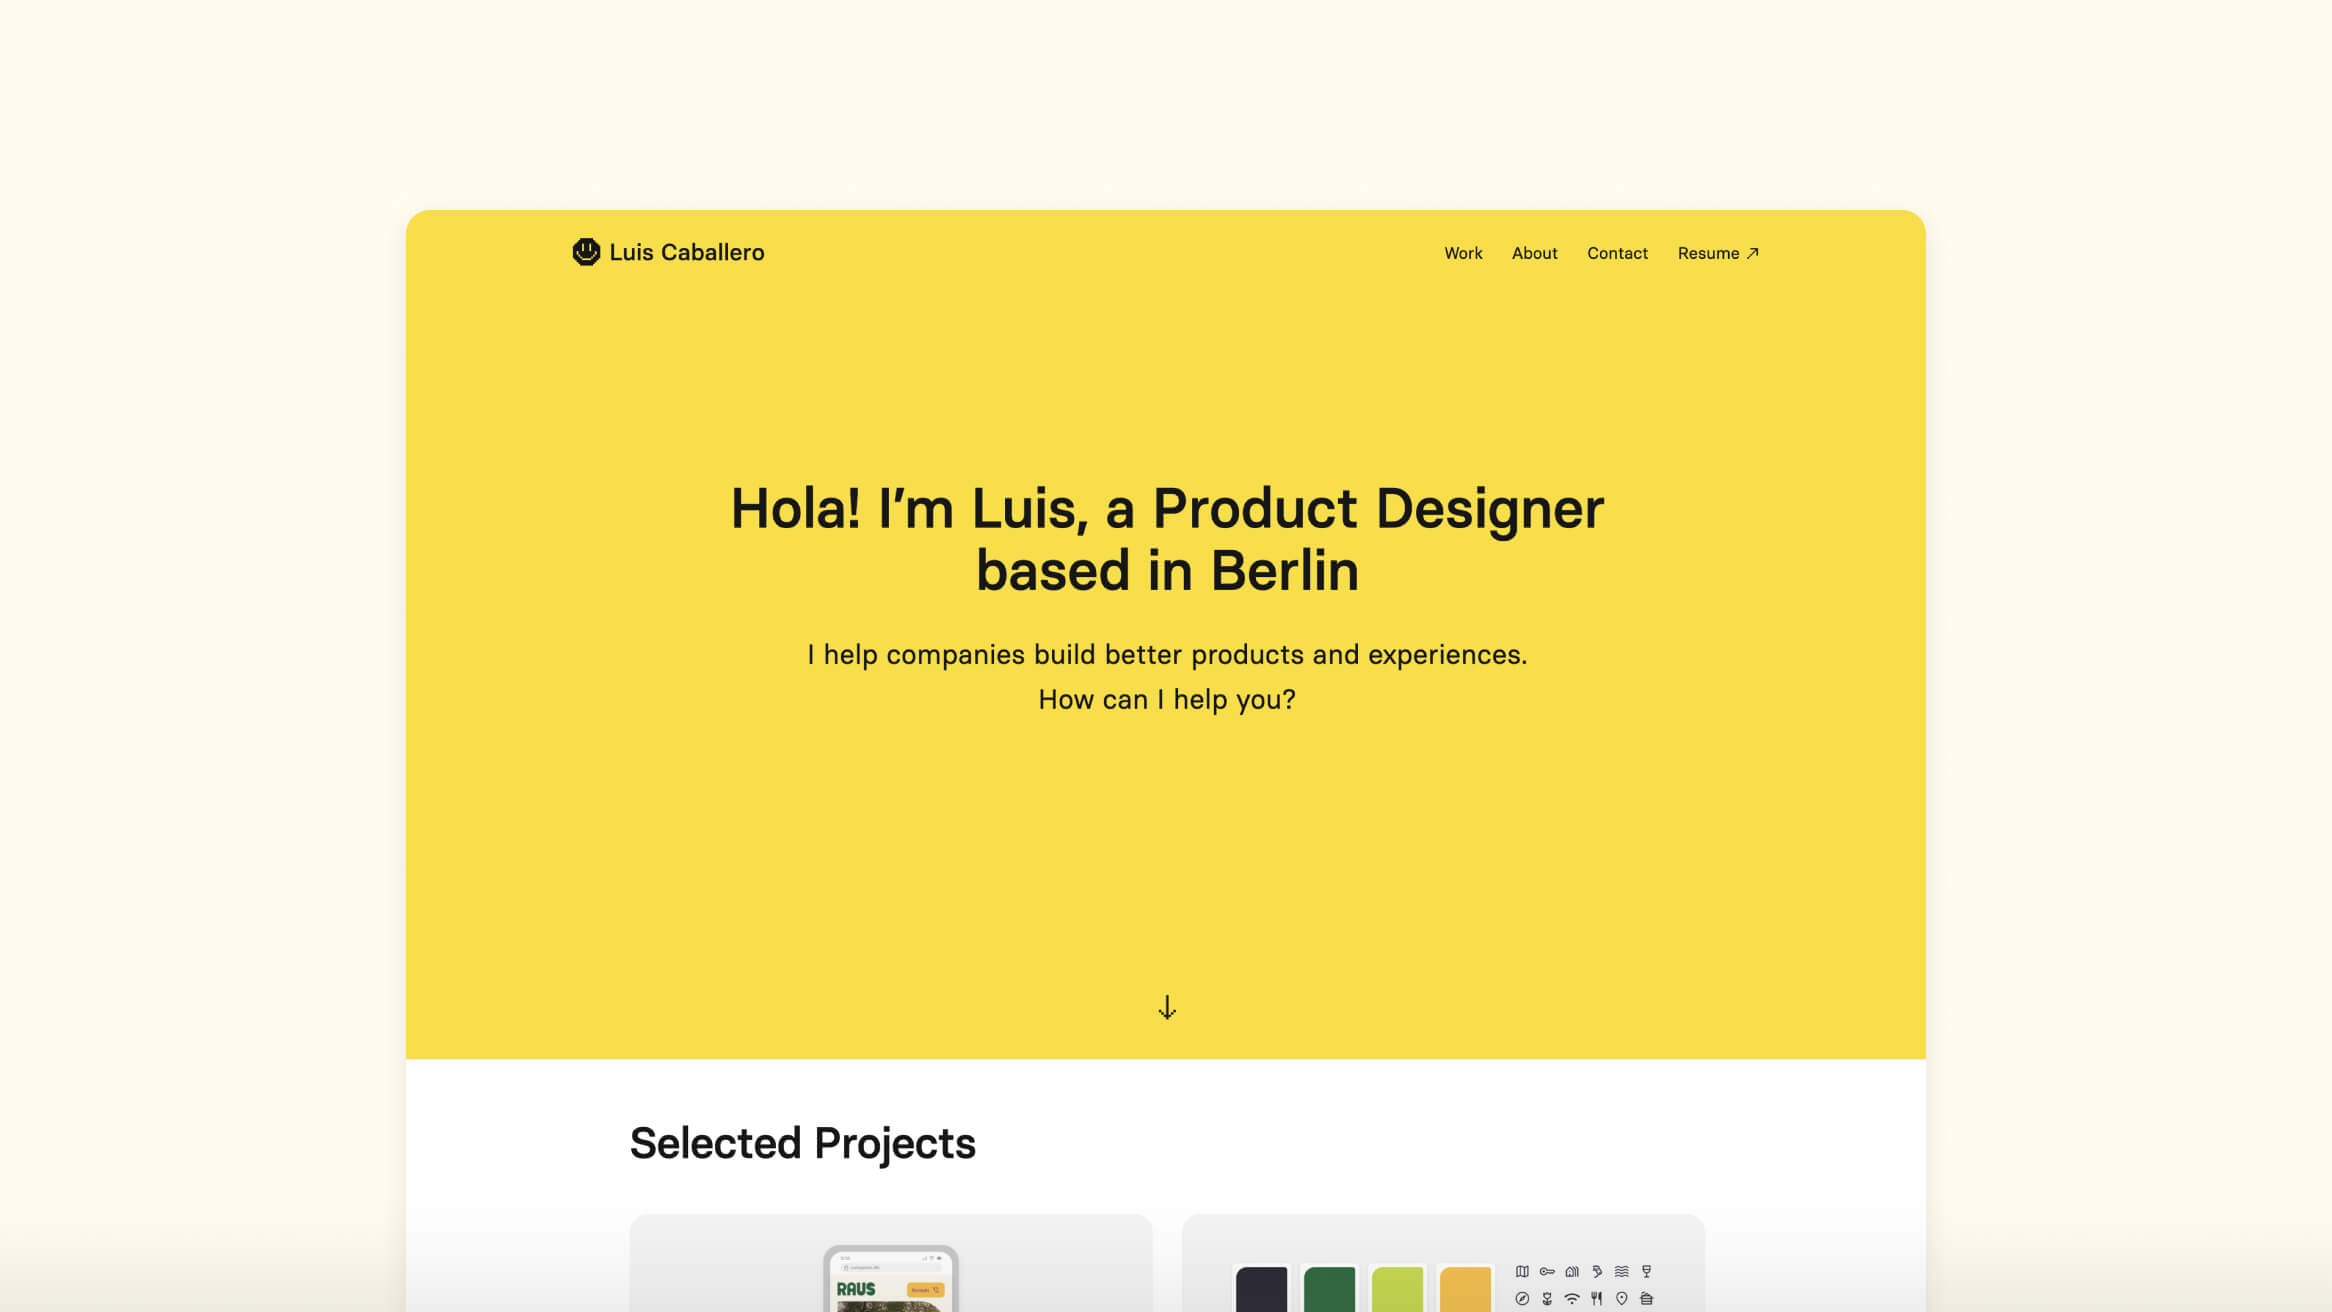 Luis Caballero
Work About Contact Resume ↗
Hola! I’m Luis, a Product Designer
based in Berlin
I help companies build better products and experiences.
How can I help you?
Selected Projects
RAUS